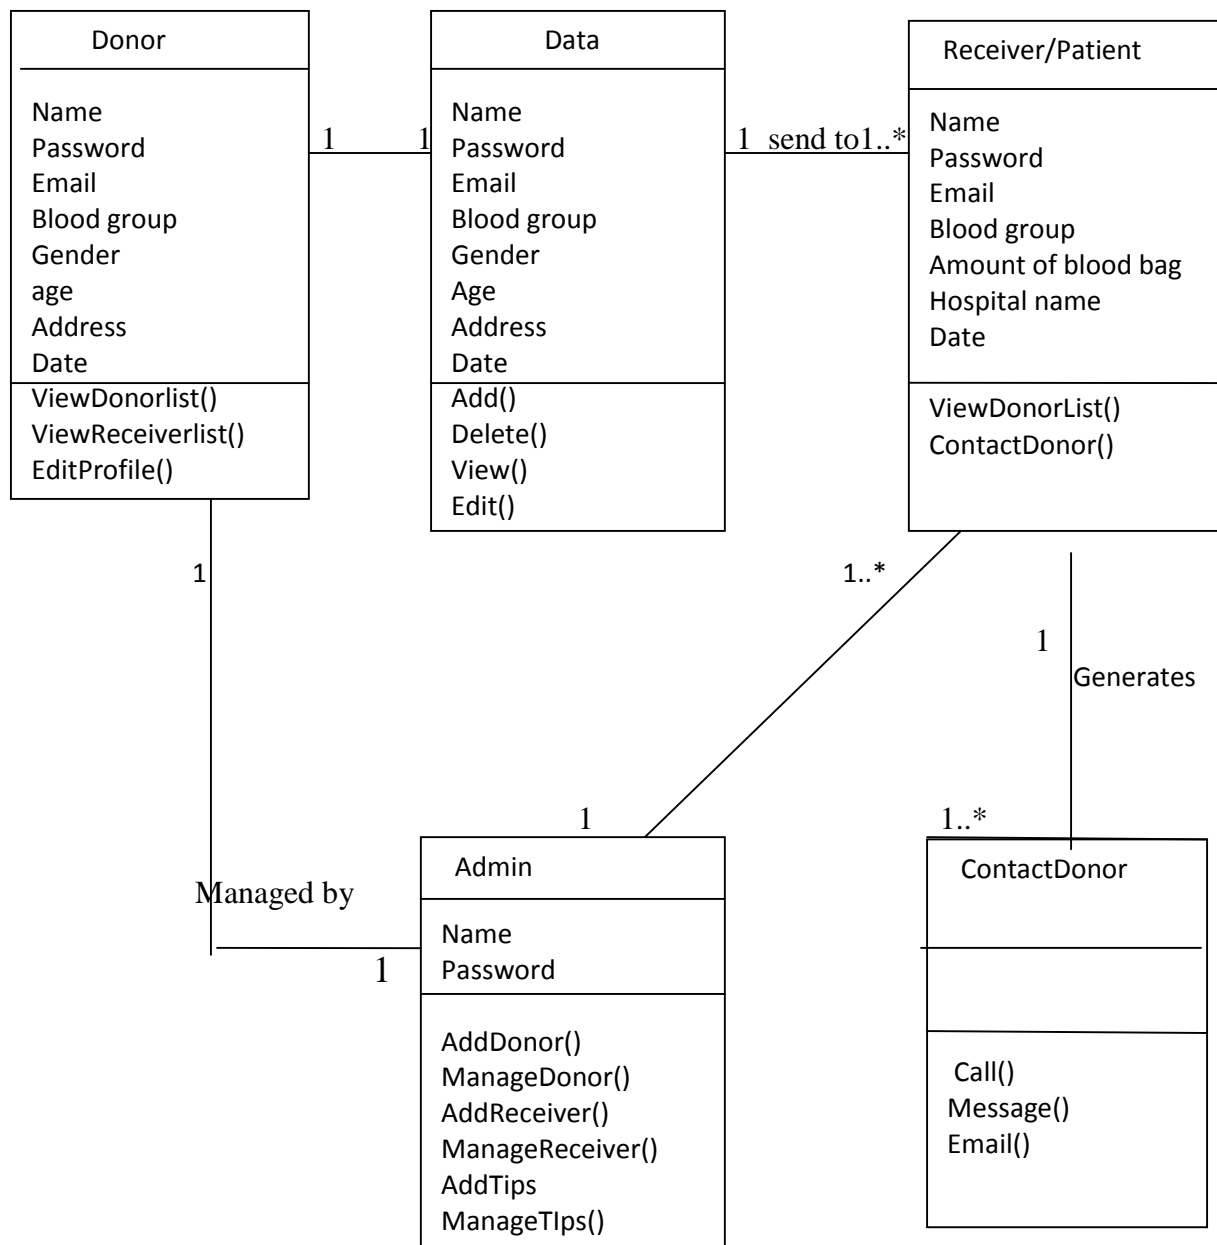 Donor
Name
Password
Email
Blood group
Gender
age
Address
Date
ViewDonorlist()
ViewReceiverlist()
EditProfile()
1
1
Data
Name
Password
Email
Blood group
Gender
Age
Address
Date
Add()
Delete()
View()
Edit()
1 send to1..*
Receiver/Patient
Name
Password
Email
Blood group
Amount of blood bag
Hospital name
Date
ViewDonorList()
ContactDonor()
1
1..*
1
Generates
1
1..*
Managed by
1
Admin
Name
Password
AddDonor()
ManageDonor()
AddReceiver()
ManageReceiver()
AddTips
ManageTIps()
ContactDonor
Call()
Message()
Email()